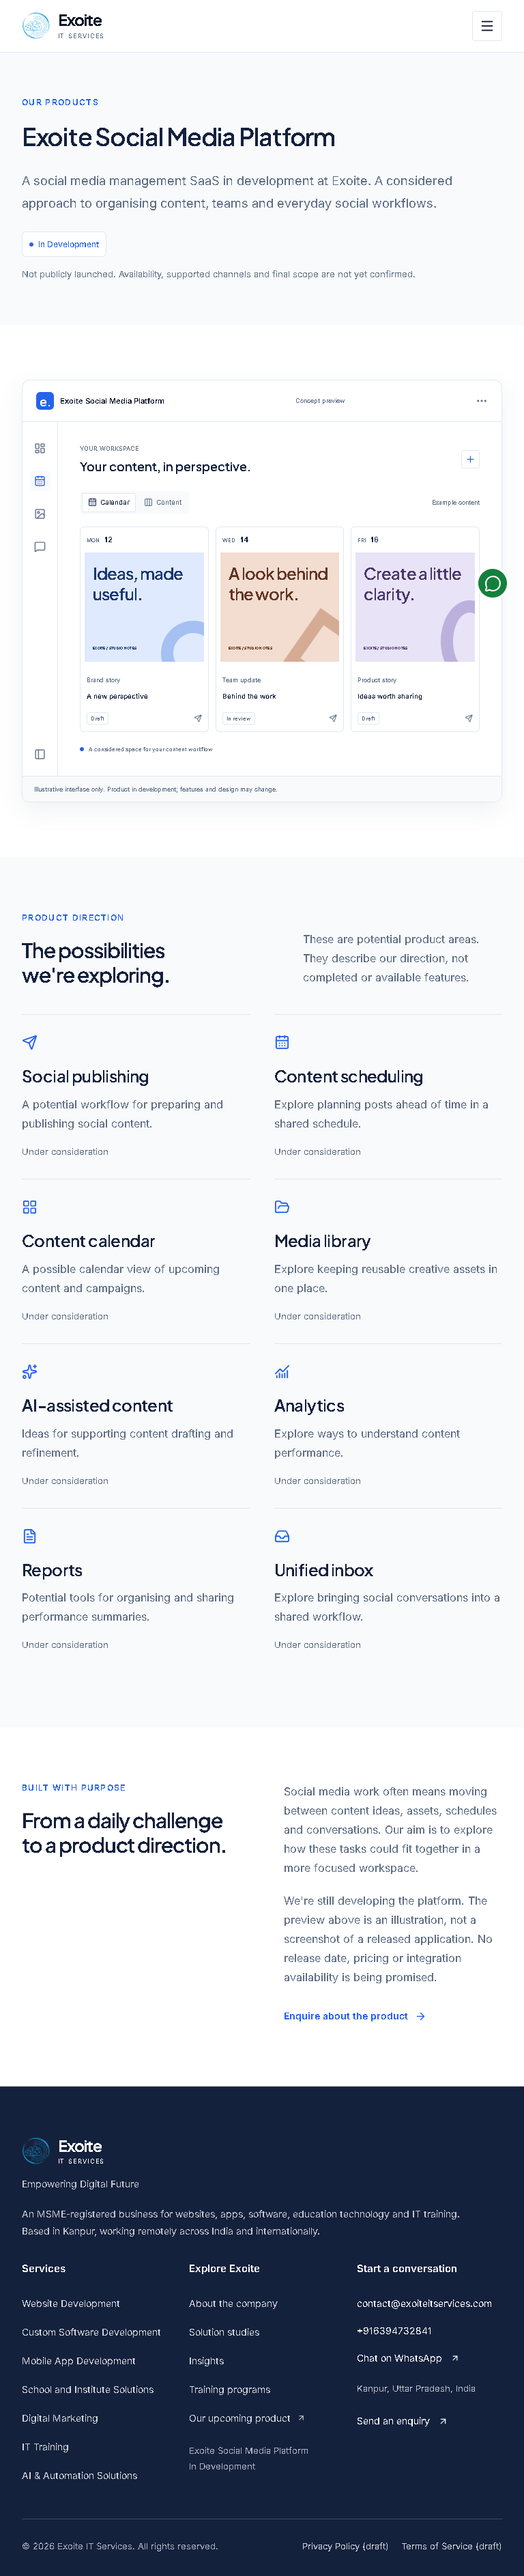 Exoite
IT SERVICES
OUR PRODUCTS
Exoite Social Media Platform
A social media management SaaS in development at Exoite. A considered
approach to organising content, teams and everyday social workflows.
In Development
Not publicly launched. Availability, supported channels and final scope are not yet confirmed.
e.
Exoite Social Media Platform
Concept preview
YOUR WORKSPACE
Your content, in perspective.
Calendar
Content
Example content
MON 12
WED 14
FRI 16
Ideas, made
useful.
A look behind
the work.
Create a little
clarity.
EXOITE / STUDIO NOTES
EXOITE / STUDIO NOTES
EXOITE / STUDIO NOTES
Brand story
Team update
Product story
A new perspective
Behind the work
Ideas worth sharing
Draft
In review
Draft
A considered space for your content workflow
Illustrative interface only. Product in development; features and design may change.
PRODUCT DIRECTION
The possibilities
we're exploring.
These are potential product areas.
They describe our direction, not
completed or available features.
Social publishing
A potential workflow for preparing and
publishing social content.
Under consideration
Content scheduling
Explore planning posts ahead of time in a
shared schedule.
Under consideration
Content calendar
A possible calendar view of upcoming
content and campaigns.
Under consideration
Media library
Explore keeping reusable creative assets in
one place.
Under consideration
AI-assisted content
Ideas for supporting content drafting and
refinement.
Under consideration
Analytics
Explore ways to understand content
performance.
Under consideration
Reports
Potential tools for organising and sharing
performance summaries.
Under consideration
Unified inbox
Explore bringing social conversations into a
shared workflow.
Under consideration
BUILT WITH PURPOSE
From a daily challenge
to a product direction.
Social media work often means moving
between content ideas, assets, schedules
and conversations. Our aim is to explore
how these tasks could fit together in a
more focused workspace.
We're still developing the platform. The
preview above is an illustration, not a
screenshot of a released application. No
release date, pricing or integration
availability is being promised.
Enquire about the product
Exoite
IT SERVICES
Empowering Digital Future
An MSME-registered business for websites, apps, software, education technology and IT training.
Based in Kanpur, working remotely across India and internationally.
Services
Website Development
Custom Software Development
Mobile App Development
School and Institute Solutions
Digital Marketing
IT Training
AI & Automation Solutions
Explore Exoite
About the company
Solution studies
Insights
Training programs
Our upcoming product
Exoite Social Media Platform
In Development
Start a conversation
contact@exoiteitservices.com
+916394732841
Chat on WhatsApp
Kanpur, Uttar Pradesh, India
Send an enquiry
© 2026 Exoite IT Services. All rights reserved.
Privacy Policy (draft)
Terms of Service (draft)